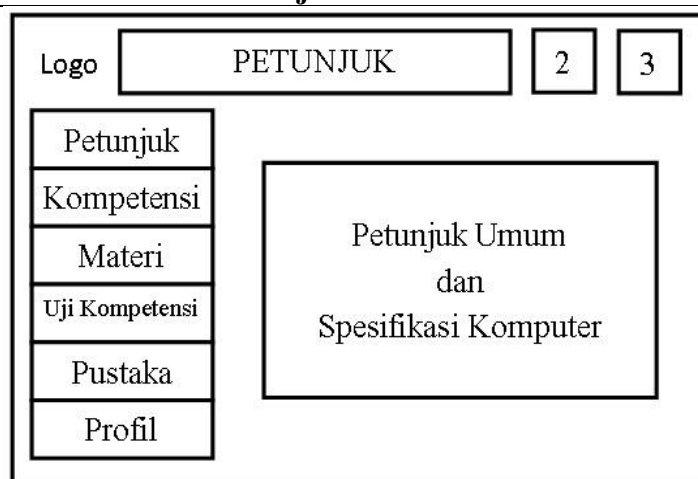 Logo
PETUNJUK
2
3
Petunjuk
Kompetensi
Materi
Uji Kompetensi
Pustaka
Profil
Petunjuk Umum
dan
Spesifikasi Komputer